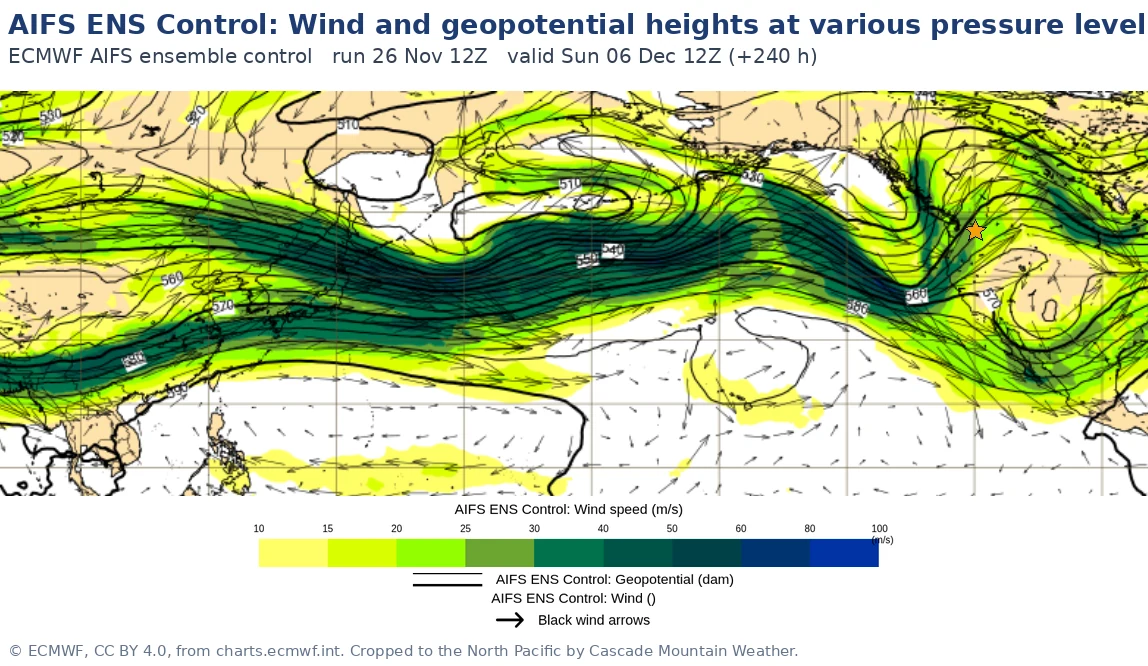 AIFS ENS Control: Wind and geopotential heights at various pressure level
ECMWF AIFS ensemble control run 26 Nov 12Z valid Sun 06 Dec 12Z (+240 h)
530
520
510
510
530
560
570
580
590
540
550
580
560
570
AIFS ENS Control: Wind speed (m/s)
10 15 20 25 30 40 50 60 80 100
(m/s)
AIFS ENS Control: Geopotential (dam)
AIFS ENS Control: Wind ()
Black wind arrows
© ECMWF, CC BY 4.0, from charts.ecmwf.int. Cropped to the North Pacific by Cascade Mountain Weather.